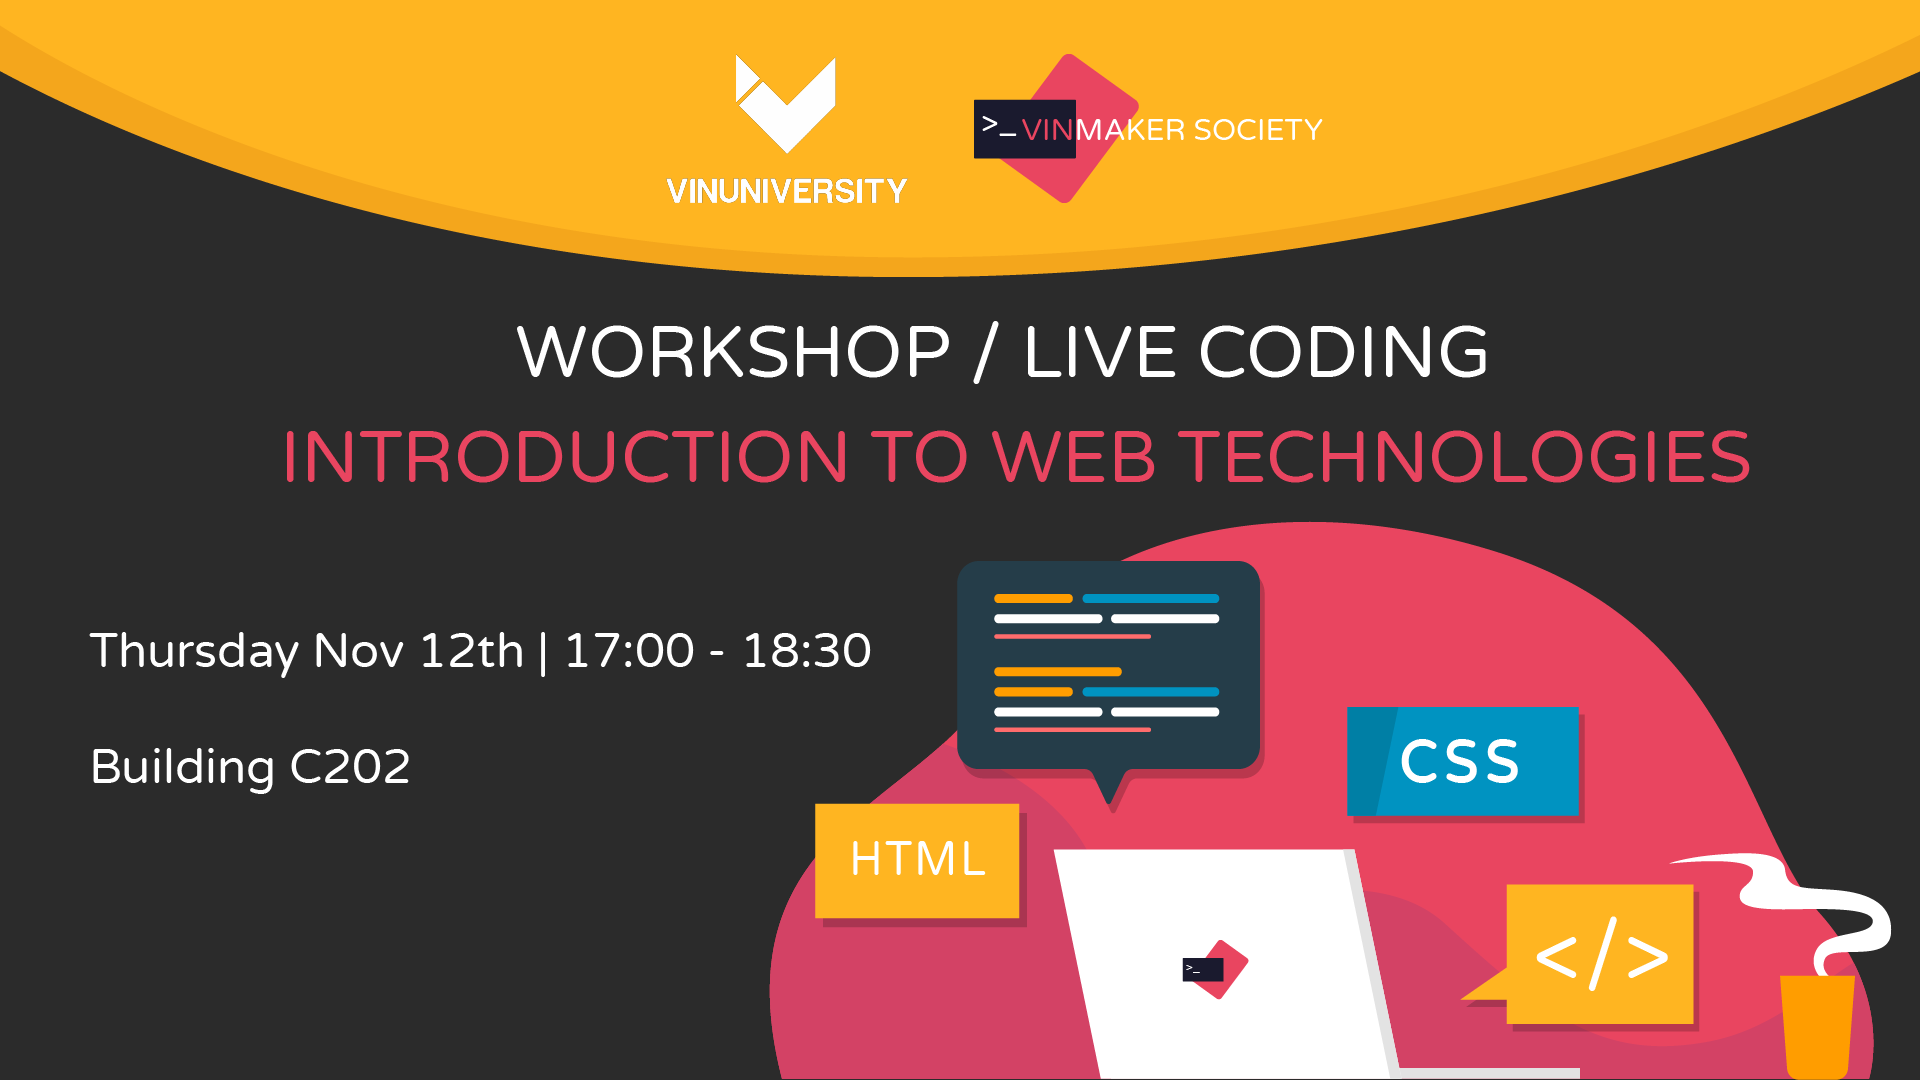 VINUNIVERSITY
>_ VINMAKER SOCIETY
WORKSHOP / LIVE CODING
INTRODUCTION TO WEB TECHNOLOGIES
Thursday Nov 12th | 17:00 - 18:30
Building C202
CSS
HTML
</>
>_